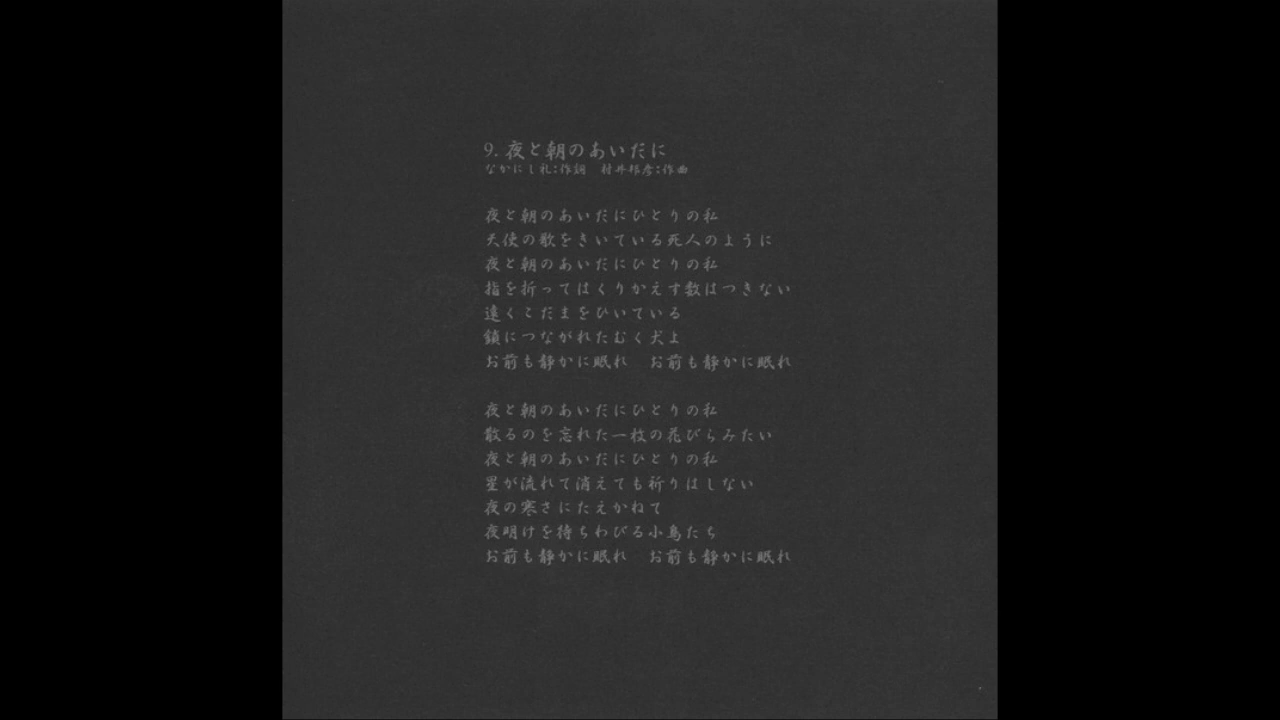 9. 夜と朝のあいだに
なかにし礼:作詞　村井邦彦:作曲
夜と朝のあいだにひとりの私
天使の歌をきいている死人のように
夜と朝のあいだにひとりの私
指を折ってはくりかえす数はつきない
遠くこだまをひいている
鎖につながれたむく犬よ
お前も静かに眠れ　お前も静かに眠れ
夜と朝のあいだにひとりの私
散るのを忘れた一枚の花びらみたい
夜と朝のあいだにひとりの私
星が流れて消えても祈りはしない
夜の寒さにたえかねて
夜明けを待ちわびる小鳥たち
お前も静かに眠れ　お前も静かに眠れ